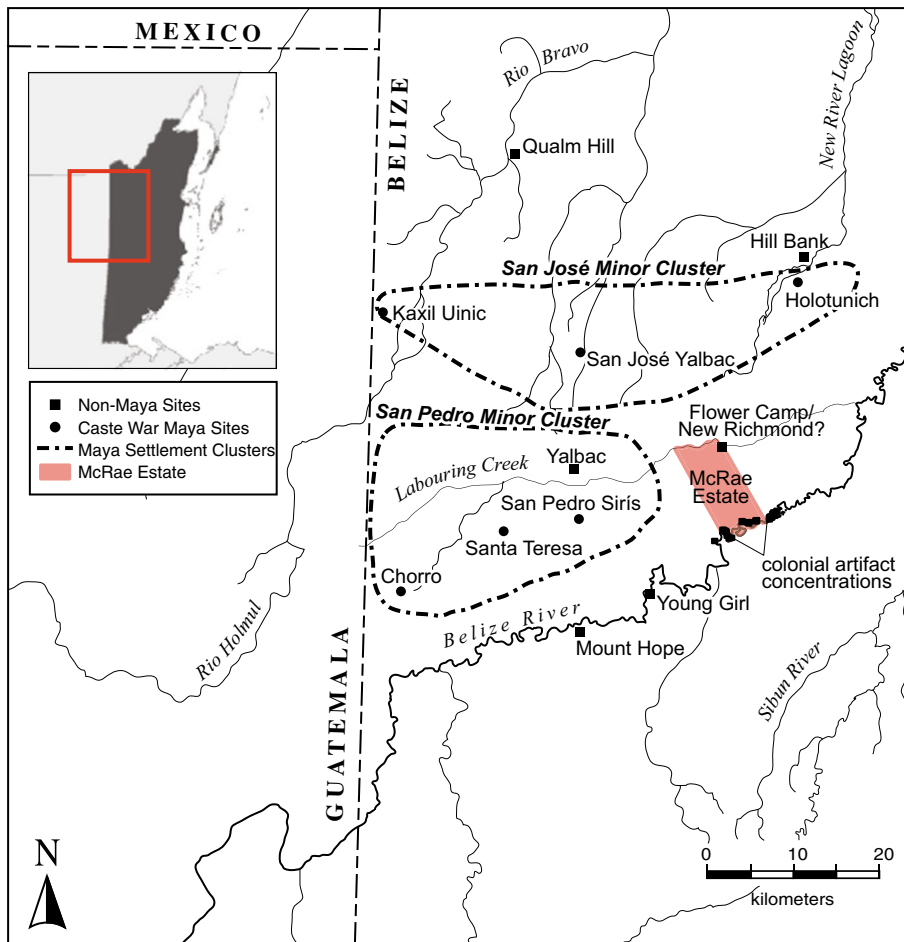 MEXICO
BELIZE
GUATEMALA
Rio Bravo
New River Lagoon
Qualm Hill
Hill Bank
San José Minor Cluster
Holotunich
Kaxil Uinic
San José Yalbac
Non-Maya Sites
Caste War Maya Sites
Maya Settlement Clusters
McRae Estate
San Pedro Minor Cluster
Flower Camp/
New Richmond?
Yalbac
Labouring Creek
McRae
Estate
San Pedro Sirís
Santa Teresa
colonial artifact
concentrations
Chorro
Young Girl
Belize River
Mount Hope
Rio Holmul
Sibun River
N
0 10 20
kilometers